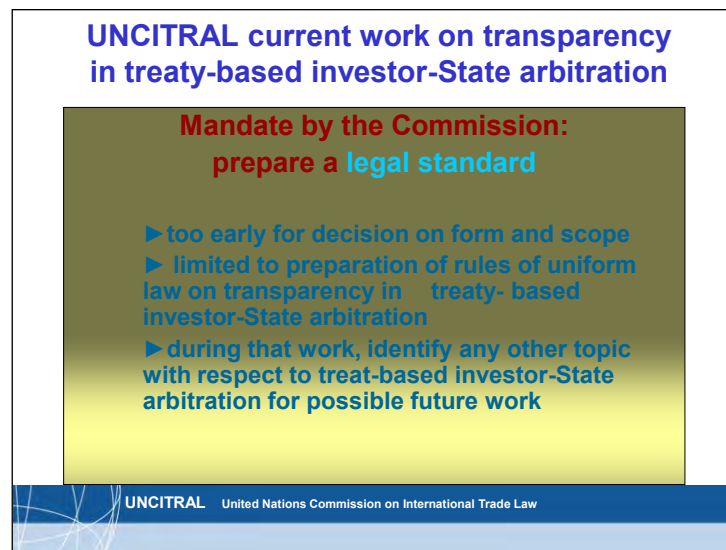 UNCITRAL current work on transparency
in treaty-based investor-State arbitration
Mandate by the Commission:
prepare a legal standard
►too early for decision on form and scope
► limited to preparation of rules of uniform
law on transparency in treaty- based
investor-State arbitration
►during that work, identify any other topic
with respect to treat-based investor-State
arbitration for possible future work
UNCITRAL United Nations Commission on International Trade Law